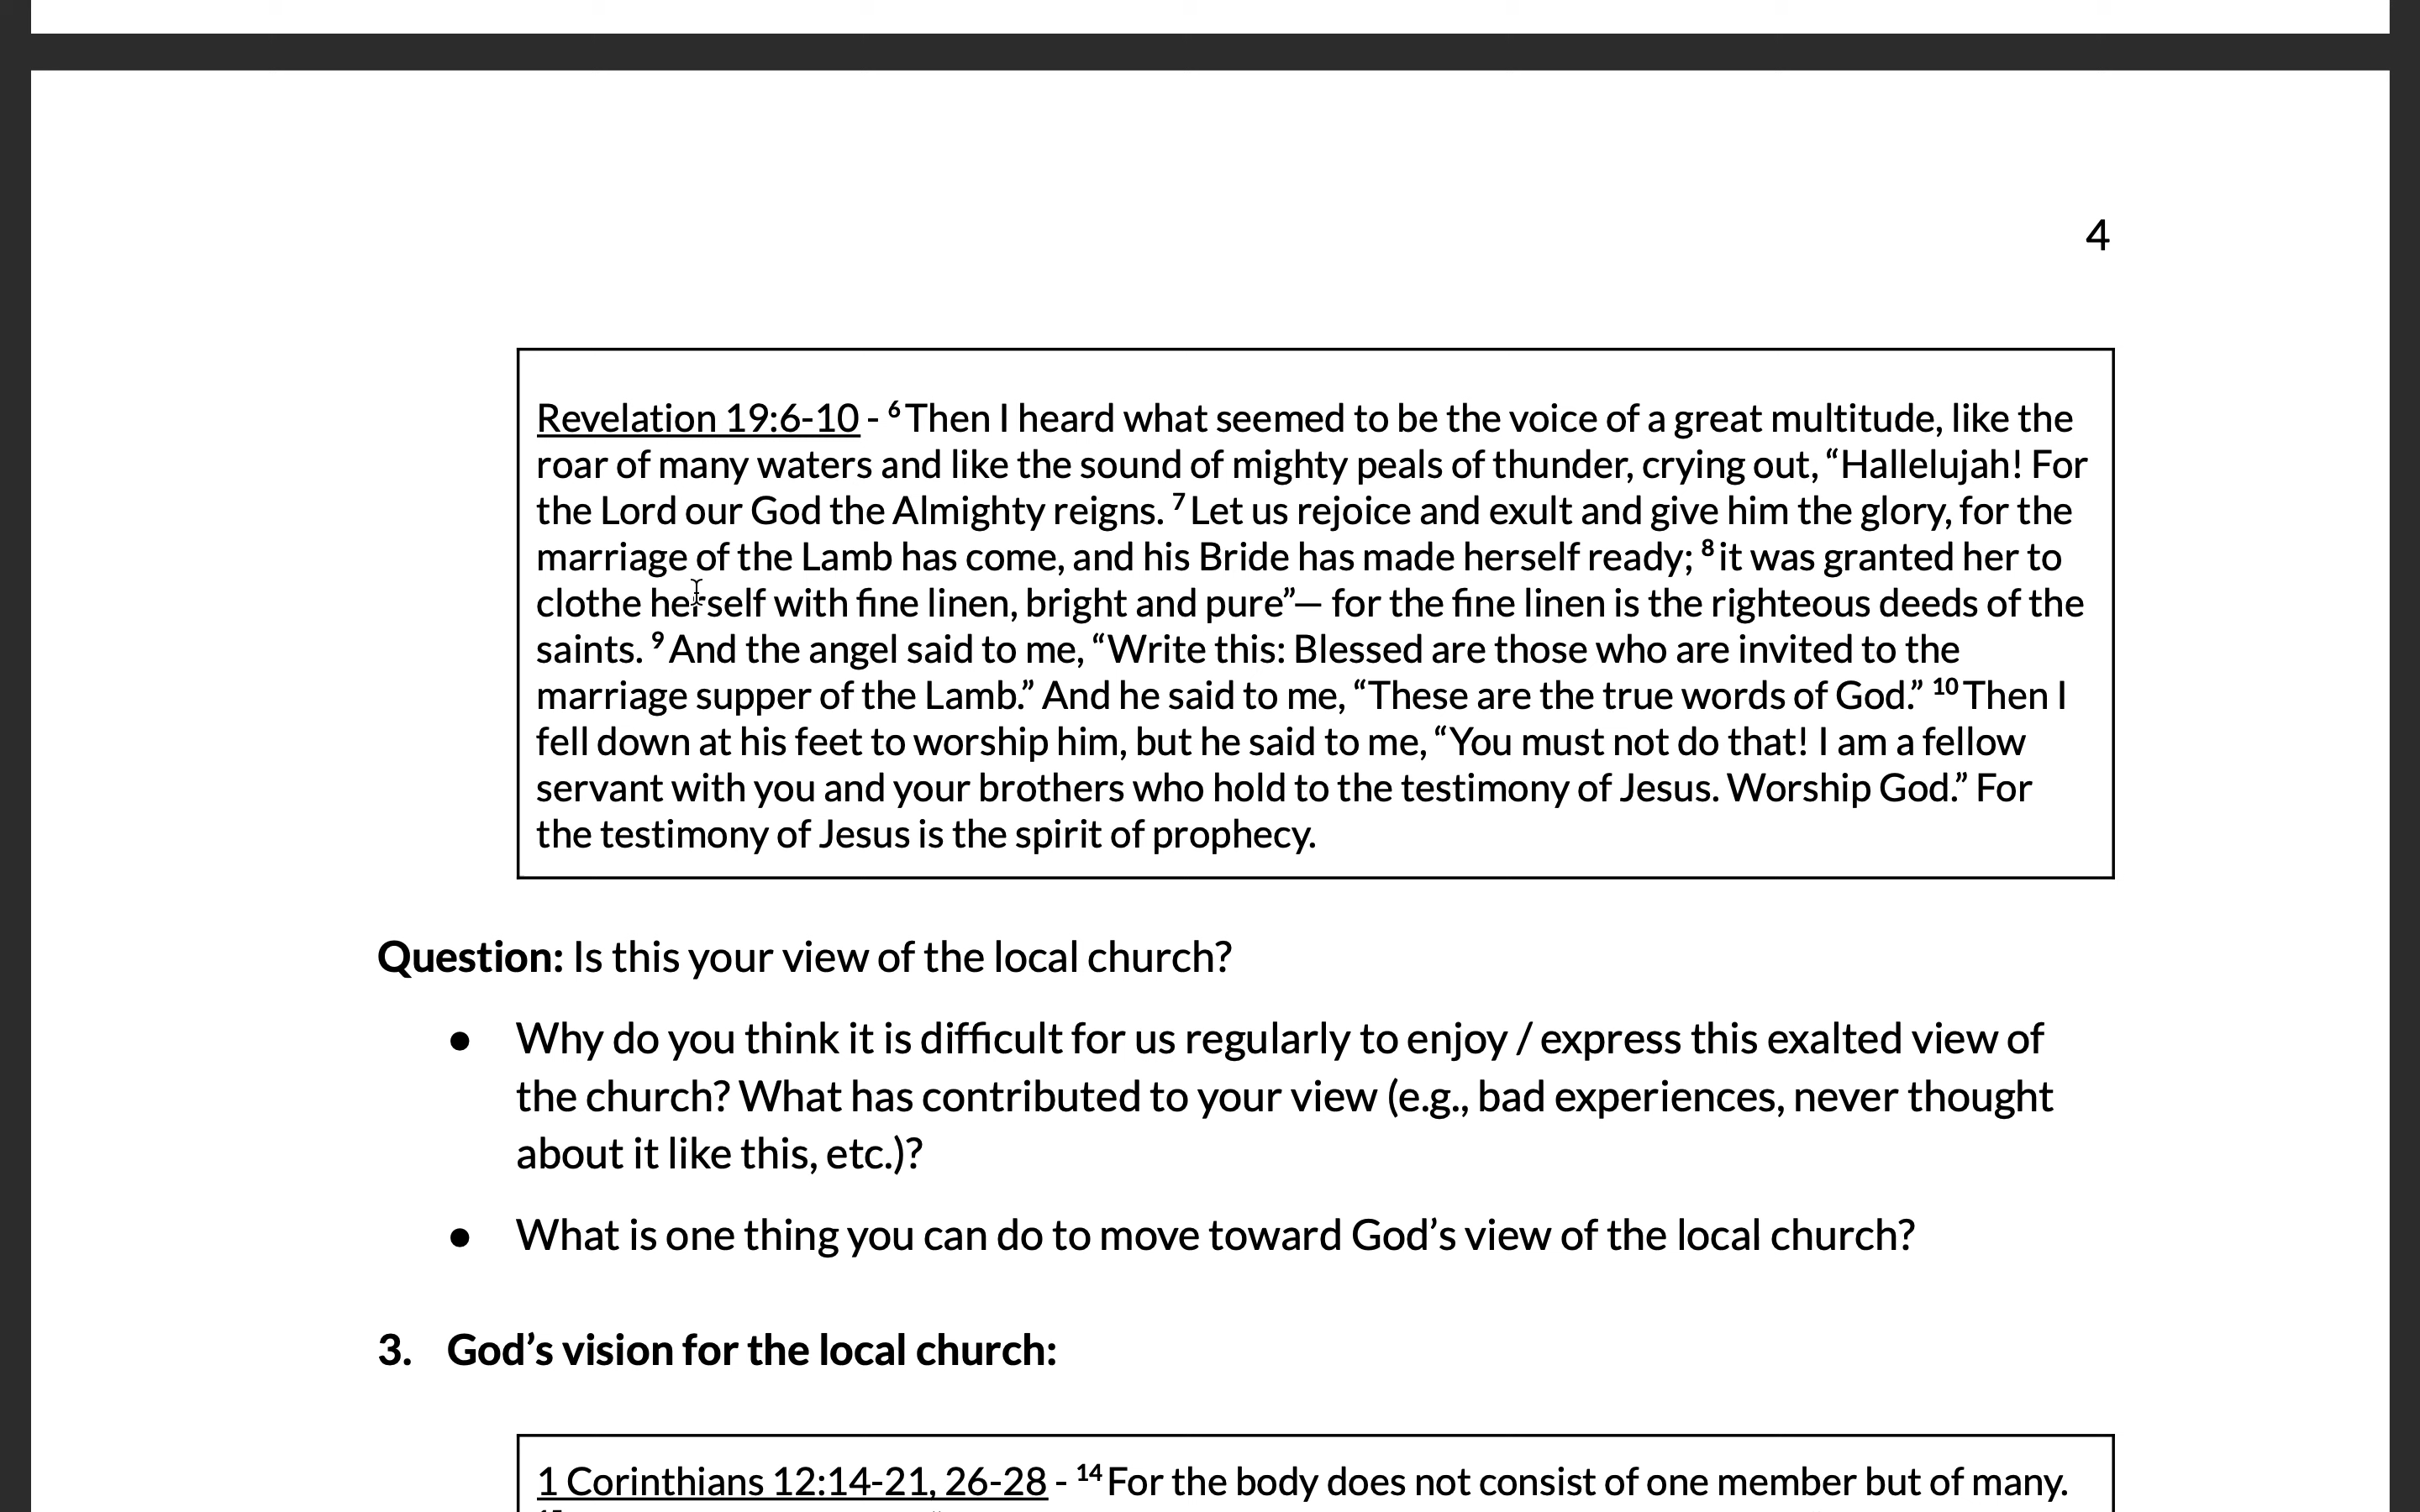 4
Revelation 19:6-10 - ⁶ Then I heard what seemed to be the voice of a great multitude, like the
roar of many waters and like the sound of mighty peals of thunder, crying out, “Hallelujah! For
the Lord our God the Almighty reigns. ⁷ Let us rejoice and exult and give him the glory, for the
marriage of the Lamb has come, and his Bride has made herself ready; ⁸ it was granted her to
clothe herself with fine linen, bright and pure”— for the fine linen is the righteous deeds of the
saints. ⁹ And the angel said to me, “Write this: Blessed are those who are invited to the
marriage supper of the Lamb.” And he said to me, “These are the true words of God.” ¹⁰ Then I
fell down at his feet to worship him, but he said to me, “You must not do that! I am a fellow
servant with you and your brothers who hold to the testimony of Jesus. Worship God.” For
the testimony of Jesus is the spirit of prophecy.
Question: Is this your view of the local church?
● Why do you think it is difficult for us regularly to enjoy / express this exalted view of
the church? What has contributed to your view (e.g., bad experiences, never thought
about it like this, etc.)?
● What is one thing you can do to move toward God’s view of the local church?
3. God’s vision for the local church:
1 Corinthians 12:14-21, 26-28 - ¹⁴ For the body does not consist of one member but of many.